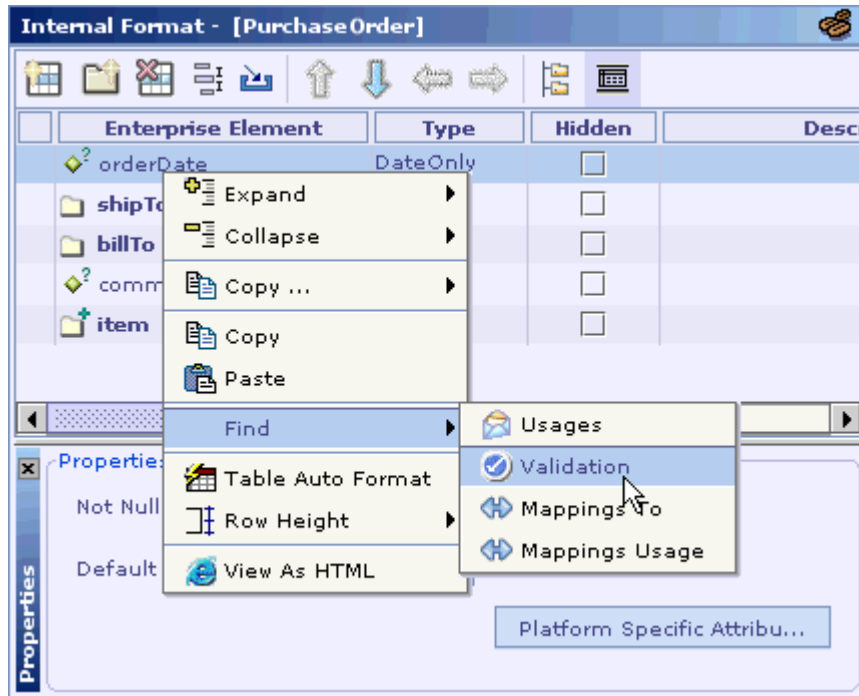 Internal Format - [PurchaseOrder]
Enterprise Element Type Hidden Desc
orderDate DateOnly
shipTo
billTo
comm
item
Expand
Collapse
Copy ...
Copy
Paste
Find
Table Auto Format
Row Height
View As HTML
Usages
Validation
Mappings To
Mappings Usage
Properties
Not Null
Default
Platform Specific Attribu...
Properties